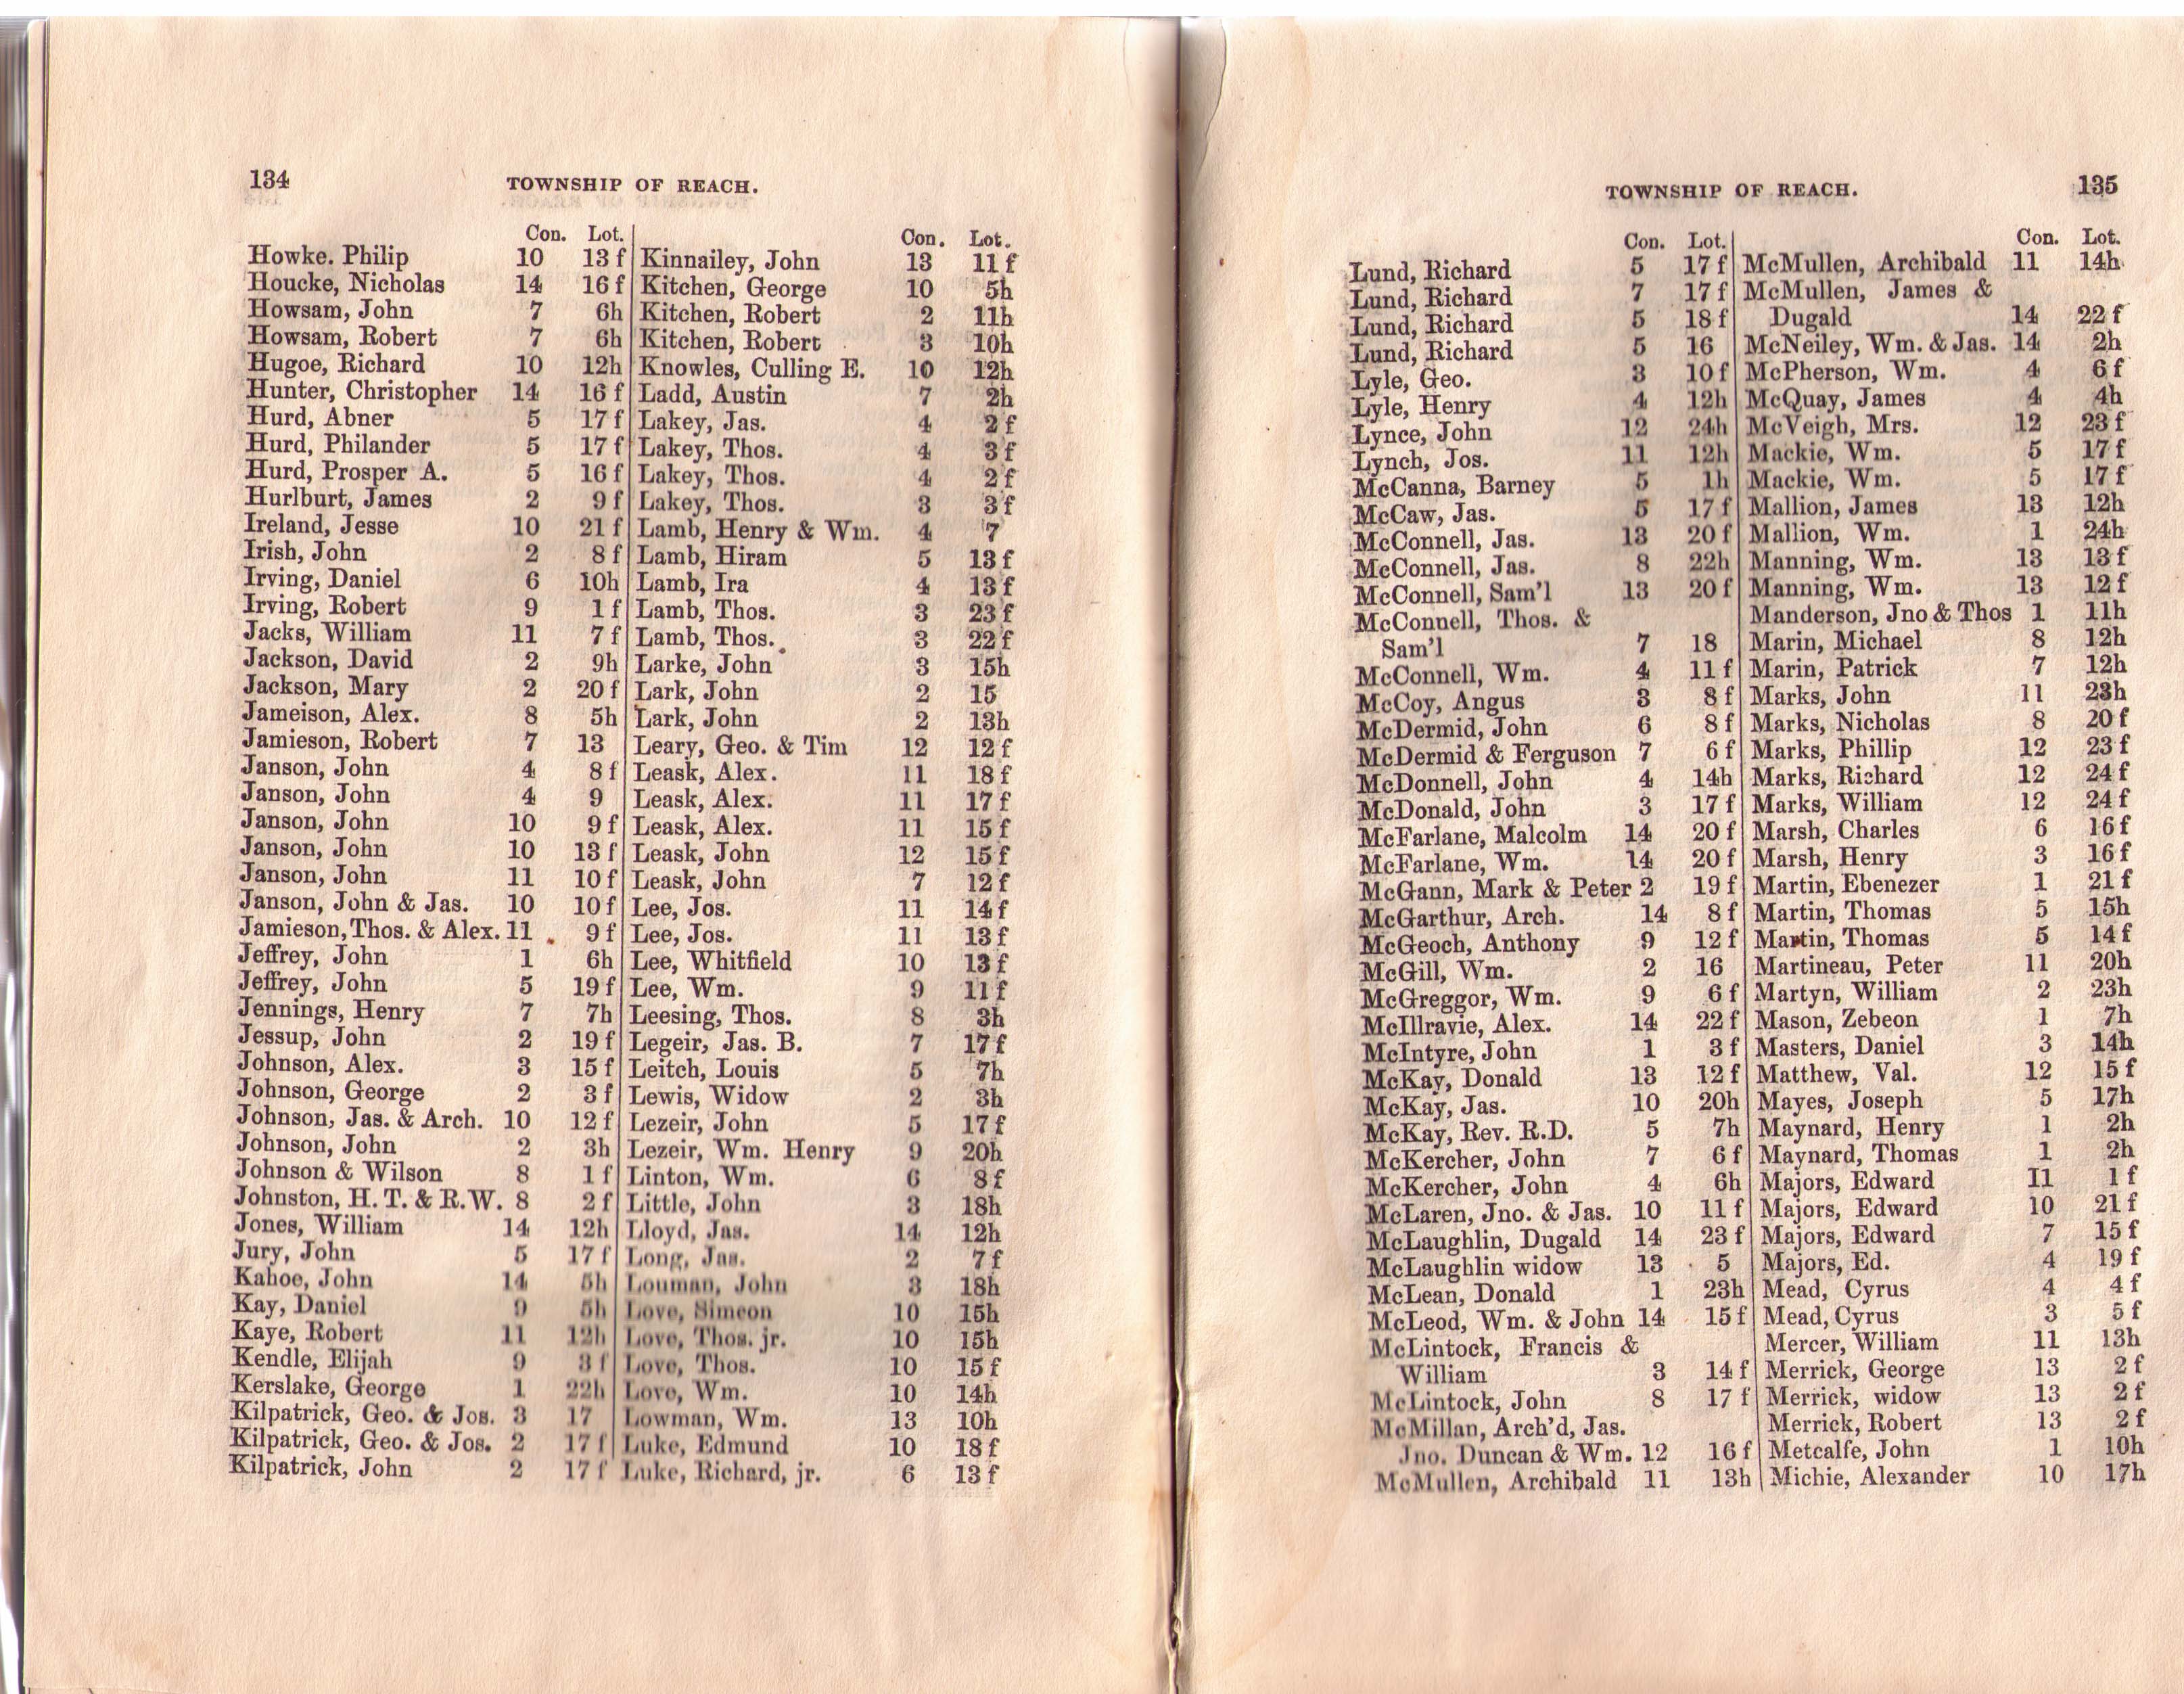 134
TOWNSHIP OF REACH.
Con. Lot.
Howke. Philip 10 13 f
Houcke, Nicholas 14 16 f
Howsam, John 7 6h
Howsam, Robert 7 6h
Hugoe, Richard 10 12h
Hunter, Christopher 14 16 f
Hurd, Abner 5 17 f
Hurd, Philander 5 17 f
Hurd, Prosper A. 5 16 f
Hurlburt, James 2 9 f
Ireland, Jesse 10 21 f
Irish, John 2 8 f
Irving, Daniel 6 10h
Irving, Robert 9 1 f
Jacks, William 11 7 f
Jackson, David 2 9h
Jackson, Mary 2 20 f
Jameison, Alex. 8 5h
Jamieson, Robert 7 13
Janson, John 4 8 f
Janson, John 4 9
Janson, John 10 9 f
Janson, John 10 13 f
Janson, John 11 10 f
Janson, John & Jas. 10 10 f
Jamieson, Thos. & Alex. 11 9 f
Jeffrey, John 1 6h
Jeffrey, John 5 19 f
Jennings, Henry 7 7h
Jessup, John 2 19 f
Johnson, Alex. 3 15 f
Johnson, George 2 3 f
Johnson, Jas. & Arch. 10 12 f
Johnson, John 2 3h
Johnson & Wilson 8 1 f
Johnston, H. T. & R.W. 8 2 f
Jones, William 14 12h
Jury, John 5 17 f
Kahoe, John 14 5h
Kay, Daniel 9 5h
Kaye, Robert 11 12h
Kendle, Elijah 9 3 f
Kerslake, George 1 22h
Kilpatrick, Geo. & Jos. 3 17
Kilpatrick, Geo. & Jos. 2 17 f
Kilpatrick, John 2 17 f
Con. Lot.
Kinnailey, John 13 11 f
Kitchen, George 10 5h
Kitchen, Robert 2 11h
Kitchen, Robert 3 10h
Knowles, Culling E. 10 12h
Ladd, Austin 7 2h
Lakey, Jas. 4 2 f
Lakey, Thos. 4 3 f
Lakey, Thos. 4 2 f
Lakey, Thos. 3 3 f
Lamb, Henry & Wm. 4 7
Lamb, Hiram 5 13 f
Lamb, Ira 4 13 f
Lamb, Thos. 3 23 f
Lamb, Thos. 3 22 f
Larke, John 3 15h
Lark, John 2 15
Lark, John 2 13h
Leary, Geo. & Tim 12 12 f
Leask, Alex. 11 18 f
Leask, Alex. 11 17 f
Leask, Alex. 11 15 f
Leask, John 12 15 f
Leask, John 7 12 f
Lee, Jos. 11 14 f
Lee, Jos. 11 13 f
Lee, Whitfield 10 13 f
Lee, Wm. 9 11 f
Leesing, Thos. 8 3h
Legeir, Jas. B. 7 17 f
Leitch, Louis 5 7h
Lewis, Widow 2 3h
Lezeir, John 5 17 f
Lezeir, Wm. Henry 9 20h
Linton, Wm. 6 8 f
Little, John 3 18h
Lloyd, Jas. 14 12h
Long, Jas. 2 7 f
Louman, John 3 18h
Love, Simeon 10 15h
Love, Thos. jr. 10 15h
Love, Thos. 10 15 f
Love, Wm. 10 14h
Lowman, Wm. 13 10h
Luke, Edmund 10 18 f
Luke, Richard, jr. 6 13 f
TOWNSHIP OF REACH.
135
Con. Lot.
Lund, Richard 5 17 f
Lund, Richard 7 17 f
Lund, Richard 5 18 f
Lund, Richard 5 16
Lyle, Geo. 3 10 f
Lyle, Henry 4 12h
Lynce, John 12 24h
Lynch, Jos. 11 12h
McCanna, Barney 5 1h
McCaw, Jas. 5 17 f
McConnell, Jas. 13 20 f
McConnell, Jas. 8 22h
McConnell, Sam'l 13 20 f
McConnell, Thos. &
Sam'l 7 18
McConnell, Wm. 4 11 f
McCoy, Angus 3 8 f
McDermid, John 6 8 f
McDermid & Ferguson 7 6 f
McDonnell, John 4 14h
McDonald, John 3 17 f
McFarlane, Malcolm 14 20 f
McFarlane, Wm. 14 20 f
McGann, Mark & Peter 2 19 f
McGarthur, Arch. 14 8 f
McGeoch, Anthony 9 12 f
McGill, Wm. 2 16
McGreggor, Wm. 9 6 f
McIllravie, Alex. 14 22 f
McIntyre, John 1 3 f
McKay, Donald 13 12 f
McKay, Jas. 10 20h
McKay, Rev. R.D. 5 7h
McKercher, John 7 6 f
McKercher, John 4 6h
McLaren, Jno. & Jas. 10 11 f
McLaughlin, Dugald 14 23 f
McLaughlin widow 13 5
McLean, Donald 1 23h
McLeod, Wm. & John 14 15 f
McLintock, Francis &
William 3 14 f
McLintock, John 8 17 f
McMillan, Arch'd, Jas.
Jno. Duncan & Wm. 12 16 f
McMullen, Archibald 11 13h
Con. Lot.
McMullen, Archibald 11 14h
McMullen, James &
Dugald 14 22 f
McNeiley, Wm. & Jas. 14 2h
McPherson, Wm. 4 6 f
McQuay, James 4 4h
McVeigh, Mrs. 12 23 f
Mackie, Wm. 5 17 f
Mackie, Wm. 5 17 f
Mallion, James 13 12h
Mallion, Wm. 1 24h
Manning, Wm. 13 13 f
Manning, Wm. 13 12 f
Manderson, Jno & Thos 1 11h
Marin, Michael 8 12h
Marin, Patrick 7 12h
Marks, John 11 23h
Marks, Nicholas 8 20 f
Marks, Phillip 12 23 f
Marks, Richard 12 24 f
Marks, William 12 24 f
Marsh, Charles 6 16 f
Marsh, Henry 3 16 f
Martin, Ebenezer 1 21 f
Martin, Thomas 5 15h
Martin, Thomas 5 14 f
Martineau, Peter 11 20h
Martyn, William 2 23h
Mason, Zebeon 1 7h
Masters, Daniel 3 14h
Matthew, Val. 12 15 f
Mayes, Joseph 5 17h
Maynard, Henry 1 2h
Maynard, Thomas 1 2h
Majors, Edward 11 1 f
Majors, Edward 10 21 f
Majors, Edward 7 15 f
Majors, Ed. 4 19 f
Mead, Cyrus 4 4 f
Mead, Cyrus 3 5 f
Mercer, William 11 13h
Merrick, George 13 2 f
Merrick, widow 13 2 f
Merrick, Robert 13 2 f
Metcalfe, John 1 10h
Michie, Alexander 10 17h